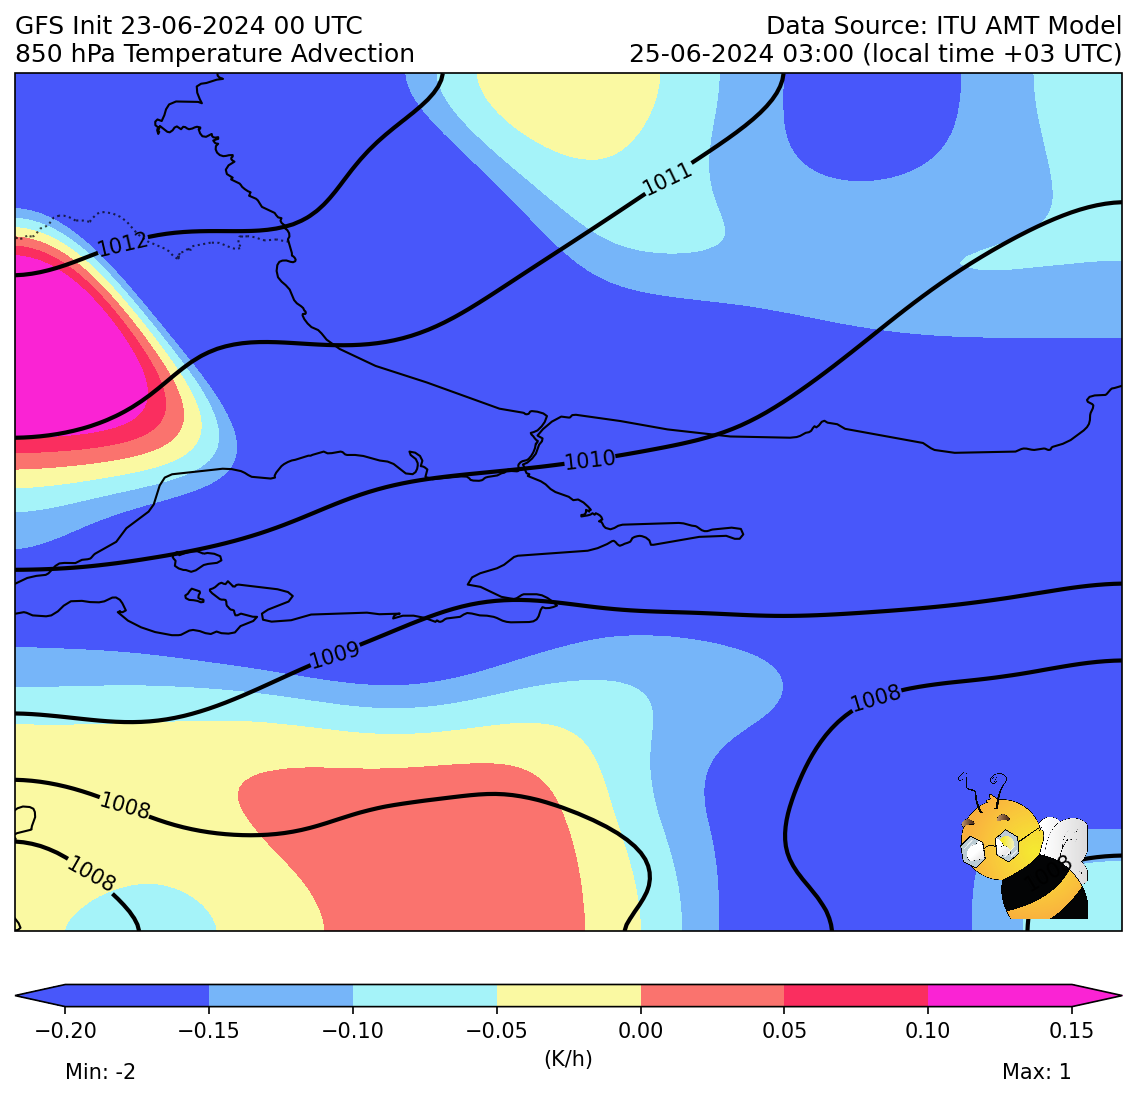 GFS Init 23-06-2024 00 UTC
Data Source: ITU AMT Model
850 hPa Temperature Advection
25-06-2024 03:00 (local time +03 UTC)
1011
1012
1010
1009
1008
1008
1008
−0.20 −0.15 −0.10 −0.05 0.00 0.05 0.10 0.15
(K/h)
Min: -2
Max: 1